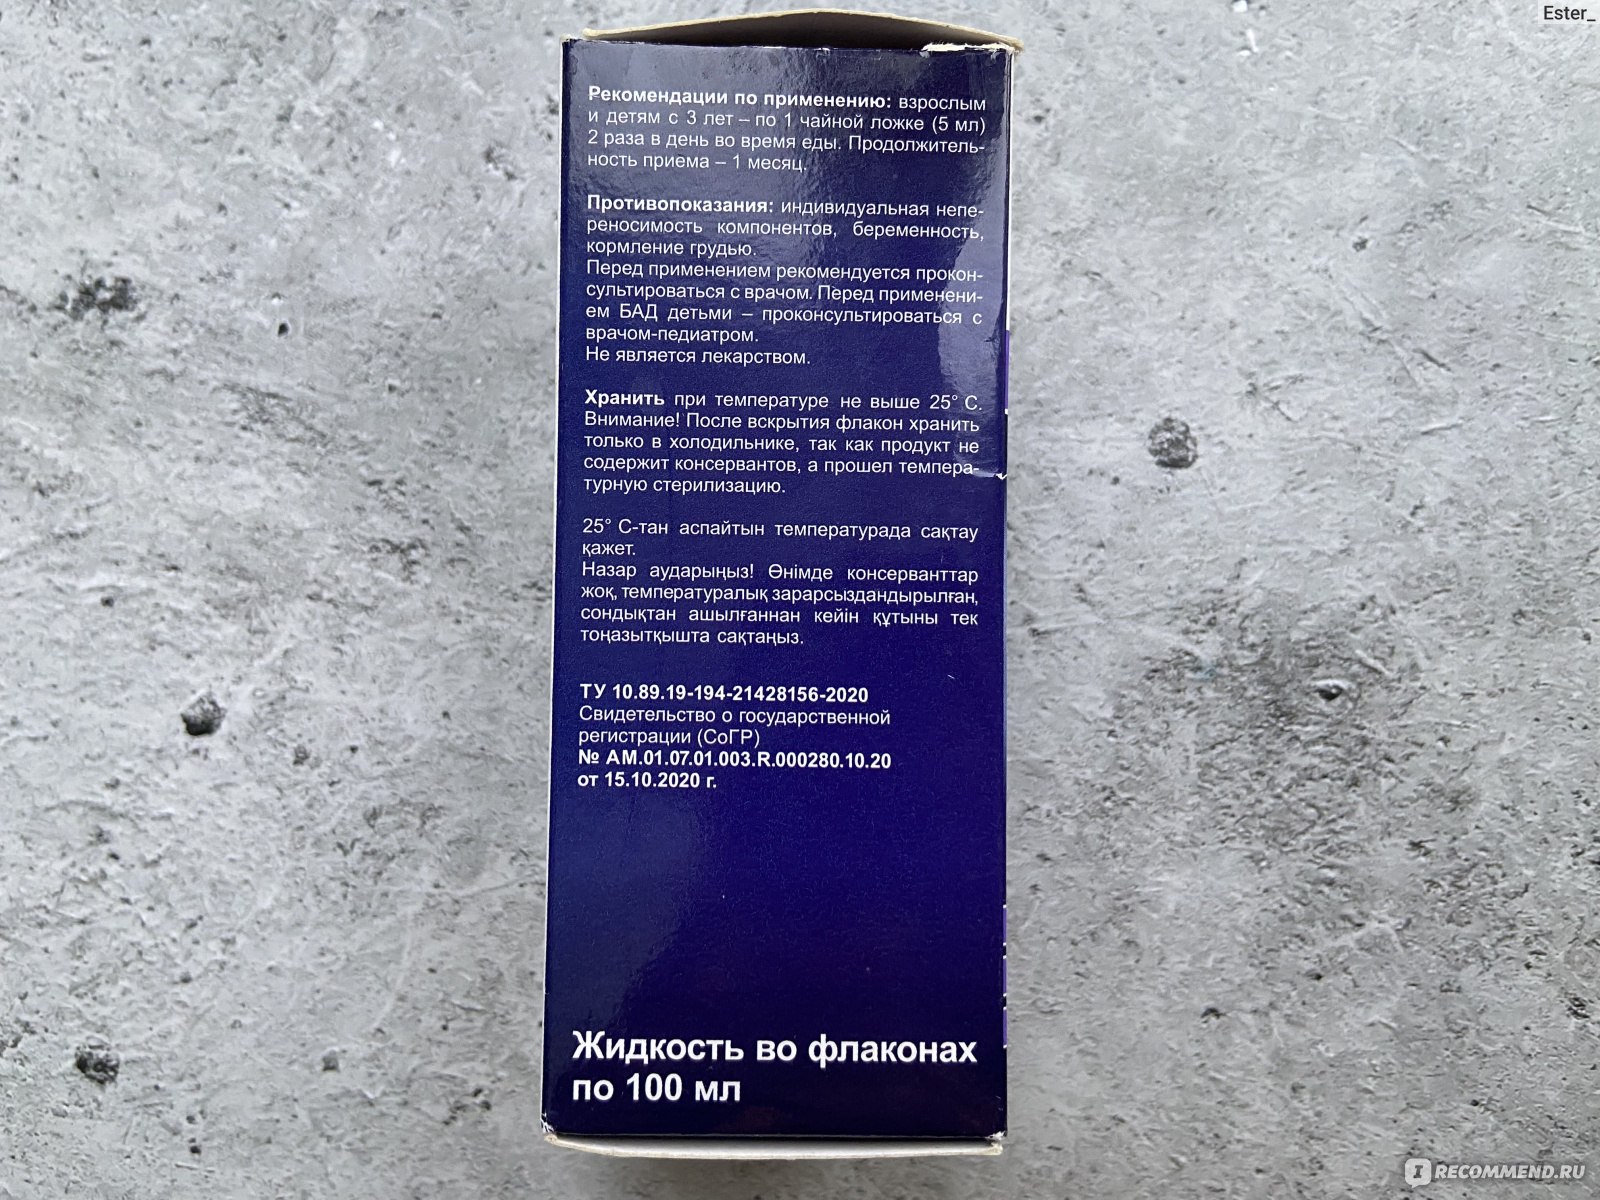 Ester_
Рекомендации по применению: взрослым
и детям с 3 лет – по 1 чайной ложке (5 мл)
2 раза в день во время еды. Продолжитель-
ность приема – 1 месяц.
Противопоказания: индивидуальная непе-
реносимость компонентов, беременность,
кормление грудью.
Перед применением рекомендуется прокон-
сультироваться с врачом. Перед применени-
ем БАД детьми – проконсультироваться с
врачом-педиатром.
Не является лекарством.
Хранить при температуре не выше 25° С.
Внимание! После вскрытия флакон хранить
только в холодильнике, так как продукт не
содержит консервантов, а прошел темпера-
турную стерилизацию.
25° С-тан аспайтын температурада сақтау
қажет.
Назар аударыңыз! Өнімде консерванттар
жоқ, температуралық зарарсыздандырылған,
сондықтан ашылғаннан кейін құтыны тек
тоңазытқышта сақтаңыз.
ТУ 10.89.19-194-21428156-2020
Свидетельство о государственной
регистрации (СоГР)
№ AM.01.07.01.003.R.000280.10.20
от 15.10.2020 г.
Жидкость во флаконах
по 100 мл
IRECOMMEND.RU